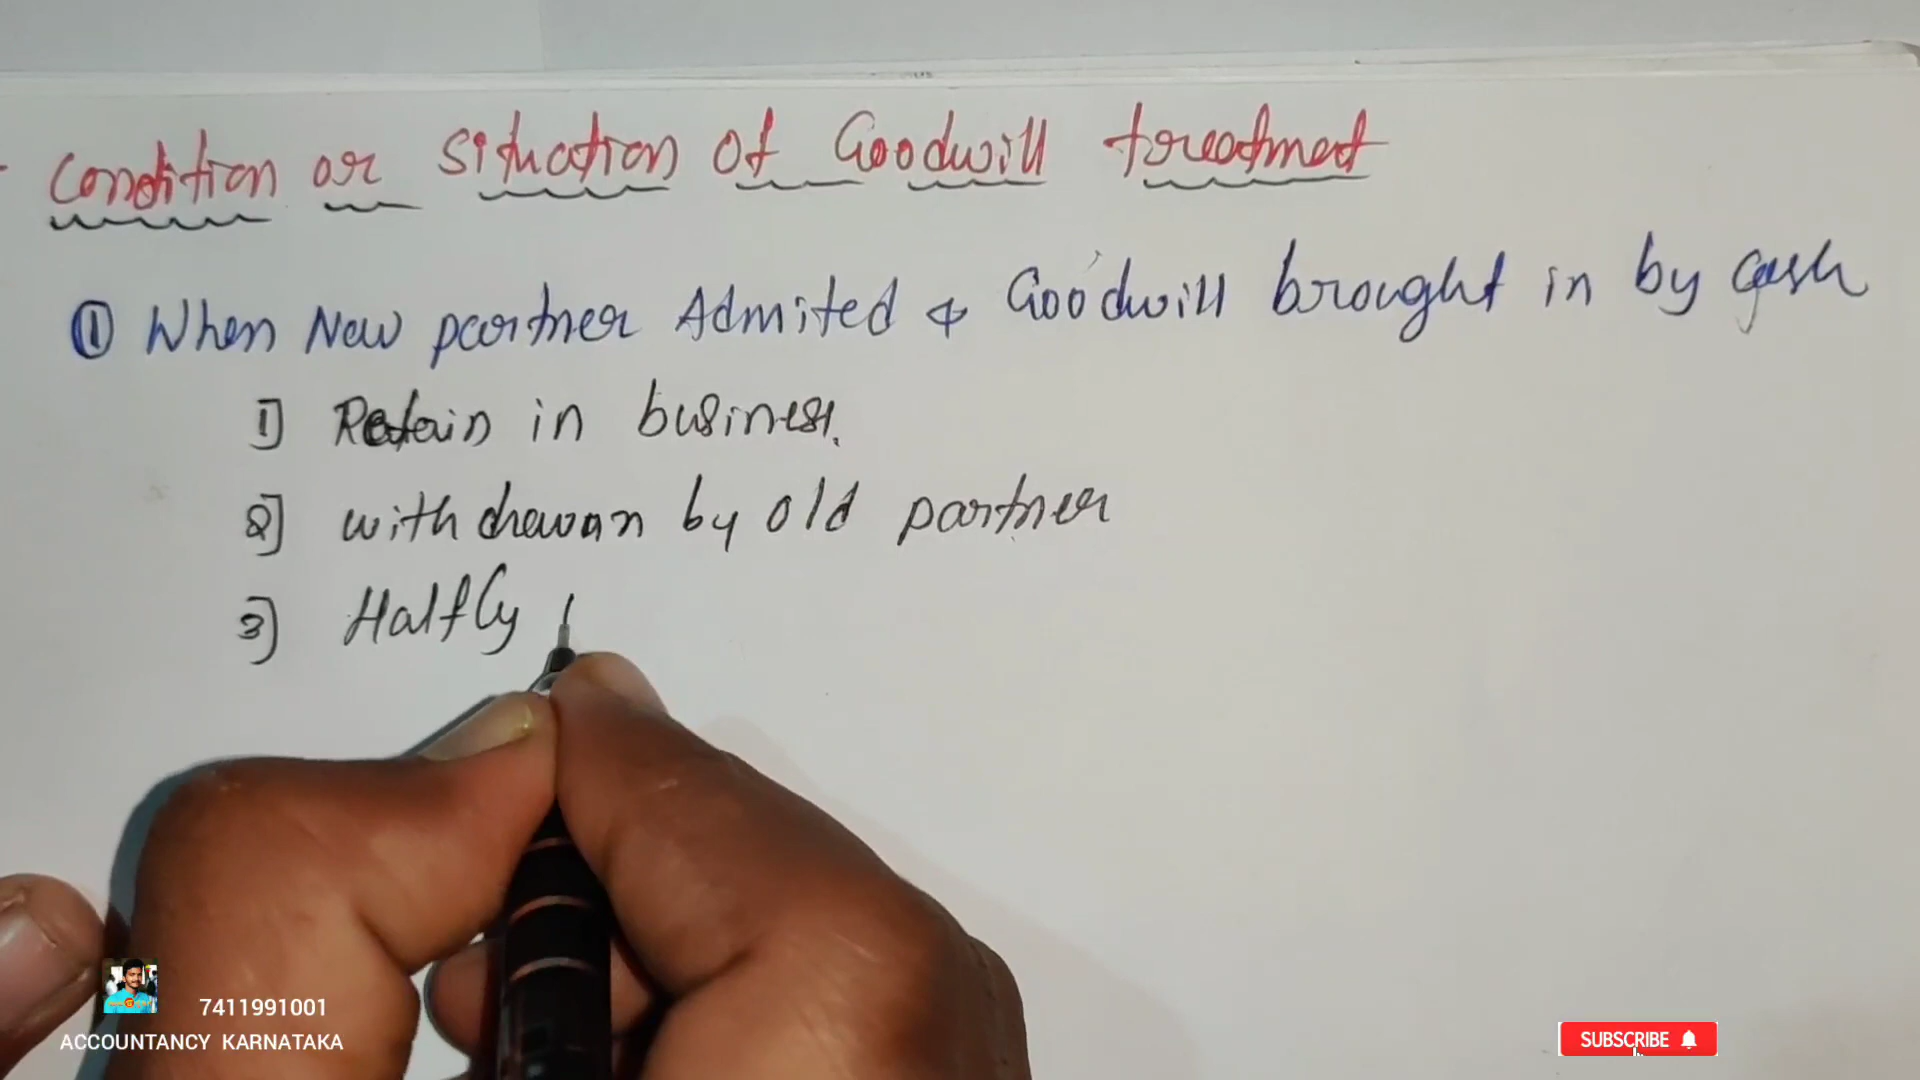 Condition or situation of Goodwill treatment
① When New partner Admited & Goodwill brought in by cash
1] Retain in business.
2] withdrawan by old partner
3] Halfly
7411991001
ACCOUNTANCY KARNATAKA
SUBSCRIBE